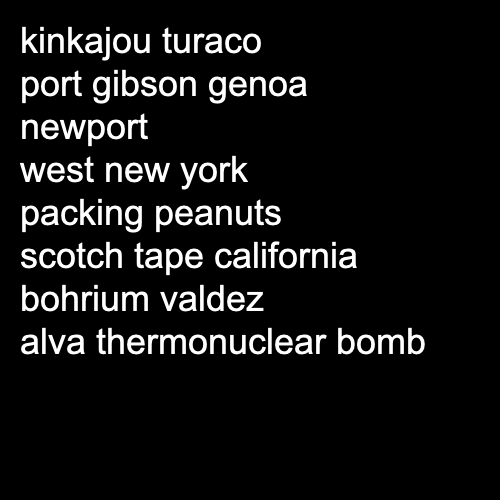 kinkajou turaco
port gibson genoa
newport
west new york
packing peanuts
scotch tape california
bohrium valdez
alva thermonuclear bomb